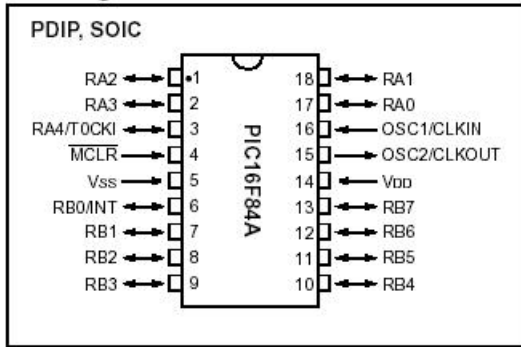 PDIP, SOIC
RA2 1 18 RA1
RA3 2 17 RA0
RA4/T0CKI 3 16 OSC1/CLKIN
MCLR 4 15 OSC2/CLKOUT
VSS 5 14 VDD
RB0/INT 6 13 RB7
RB1 7 12 RB6
RB2 8 11 RB5
RB3 9 10 RB4
PIC16F84A